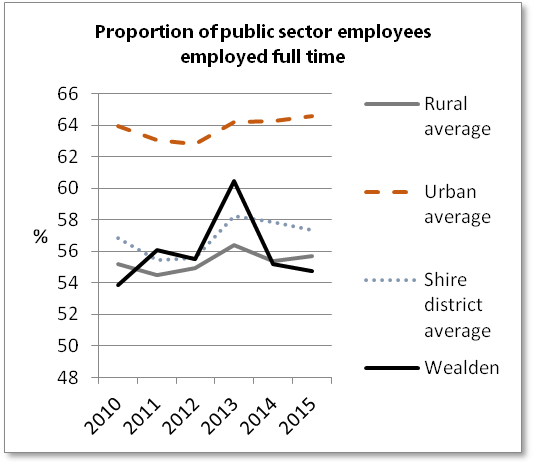 Proportion of public sector employees
employed full time
66
64
62
60
58
56
54
52
50
48
%
2010
2011
2012
2013
2014
2015
Rural
average
Urban
average
Shire
district
average
Wealden